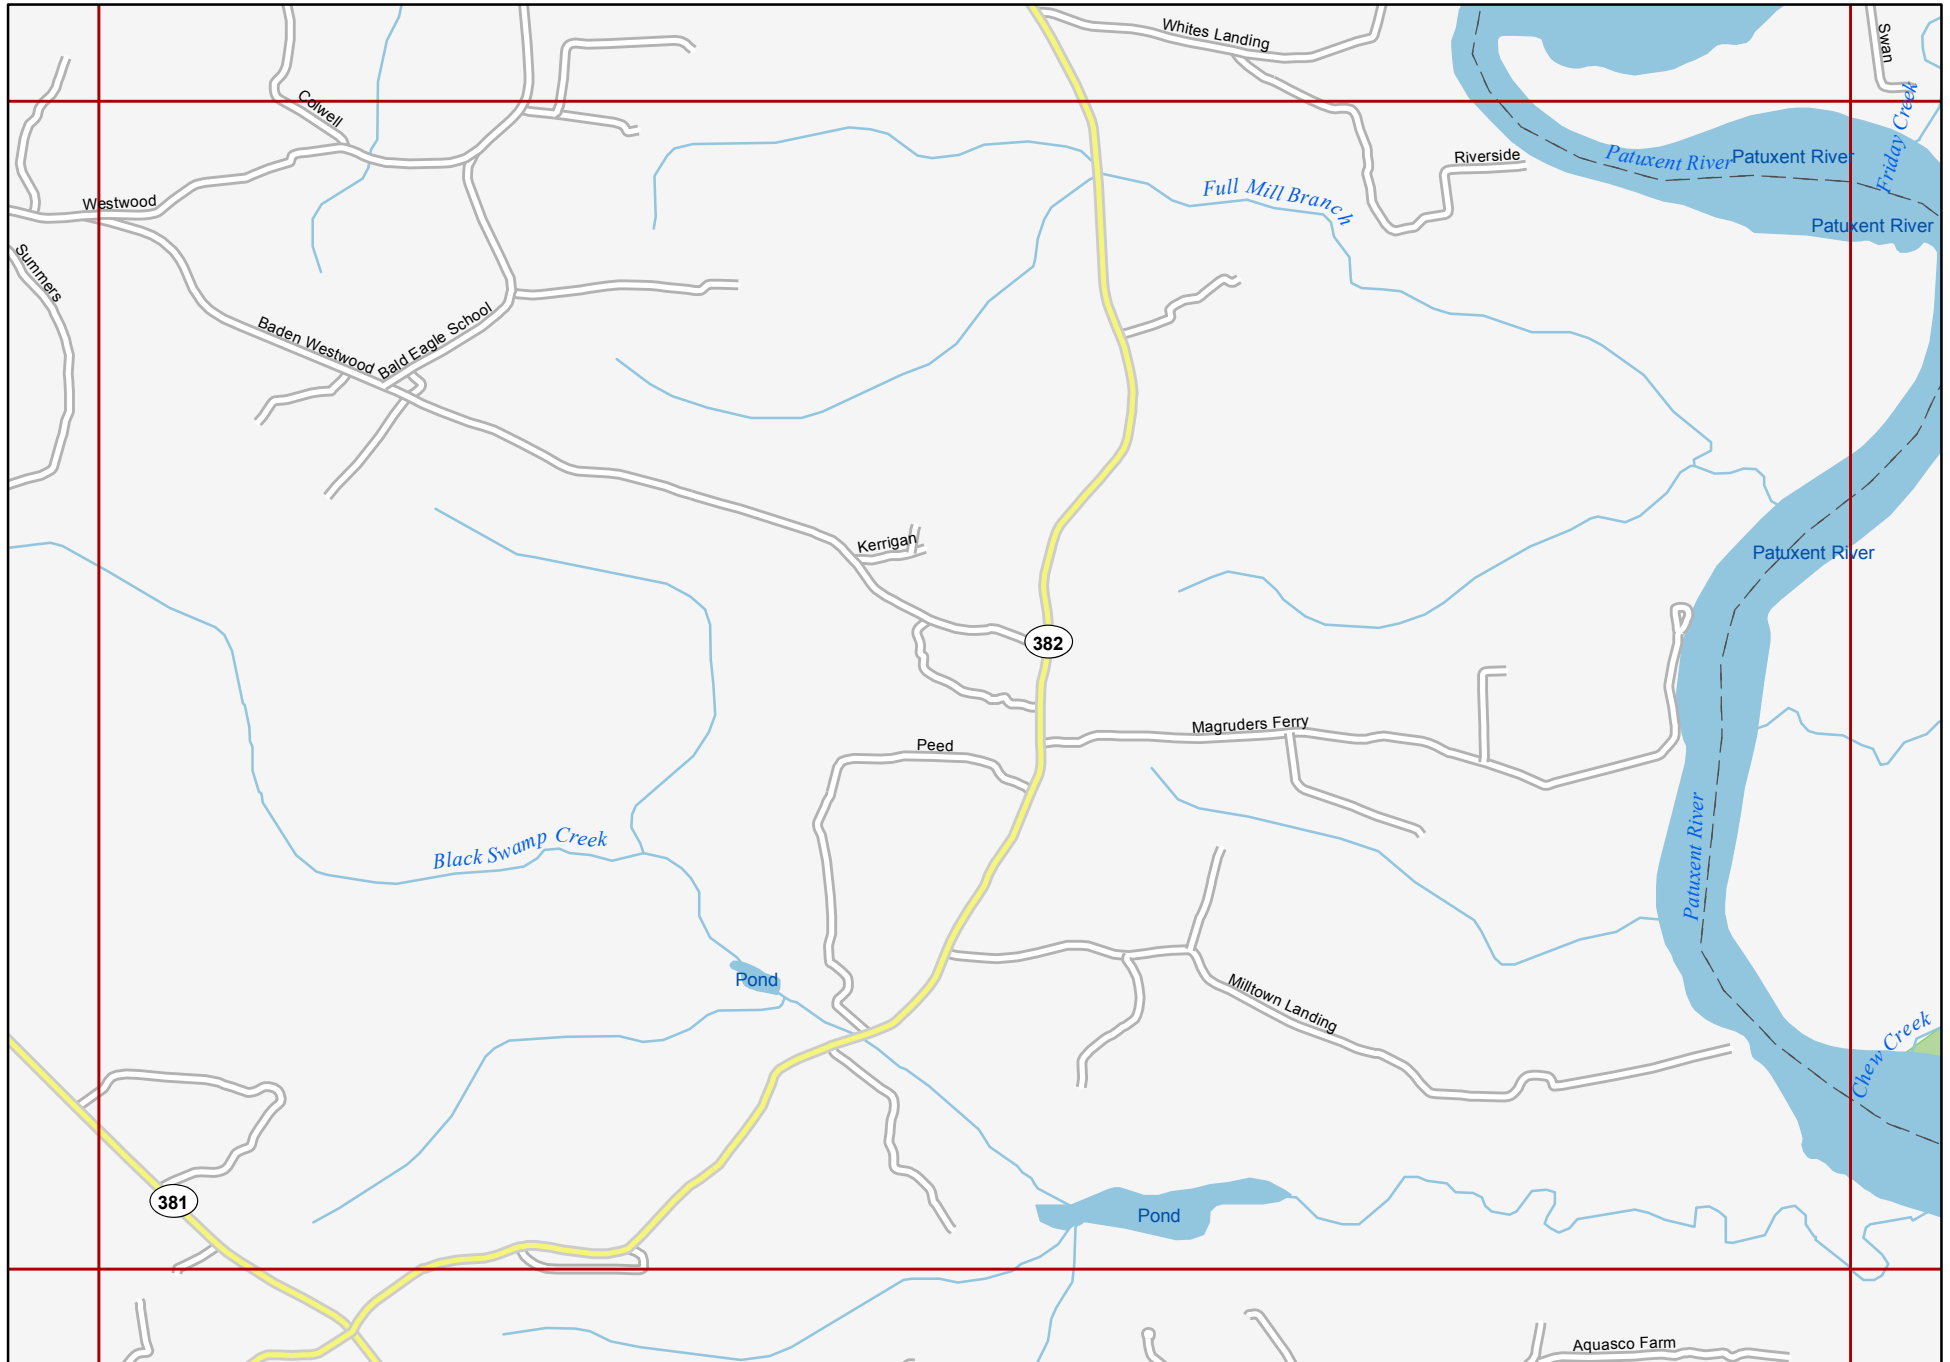 Whites Landing
Swan
Colwell
Friday Creek
Patuxent River
Patuxent River
Riverside
Full Mill Branch
Westwood
Patuxent River
Summers
Baden Westwood
Bald Eagle School
Kerrigan
Patuxent River
382
Magruders Ferry
Peed
Patuxent River
Black Swamp Creek
Pond
Milltown Landing
Chew Creek
381
Pond
Aquasco Farm